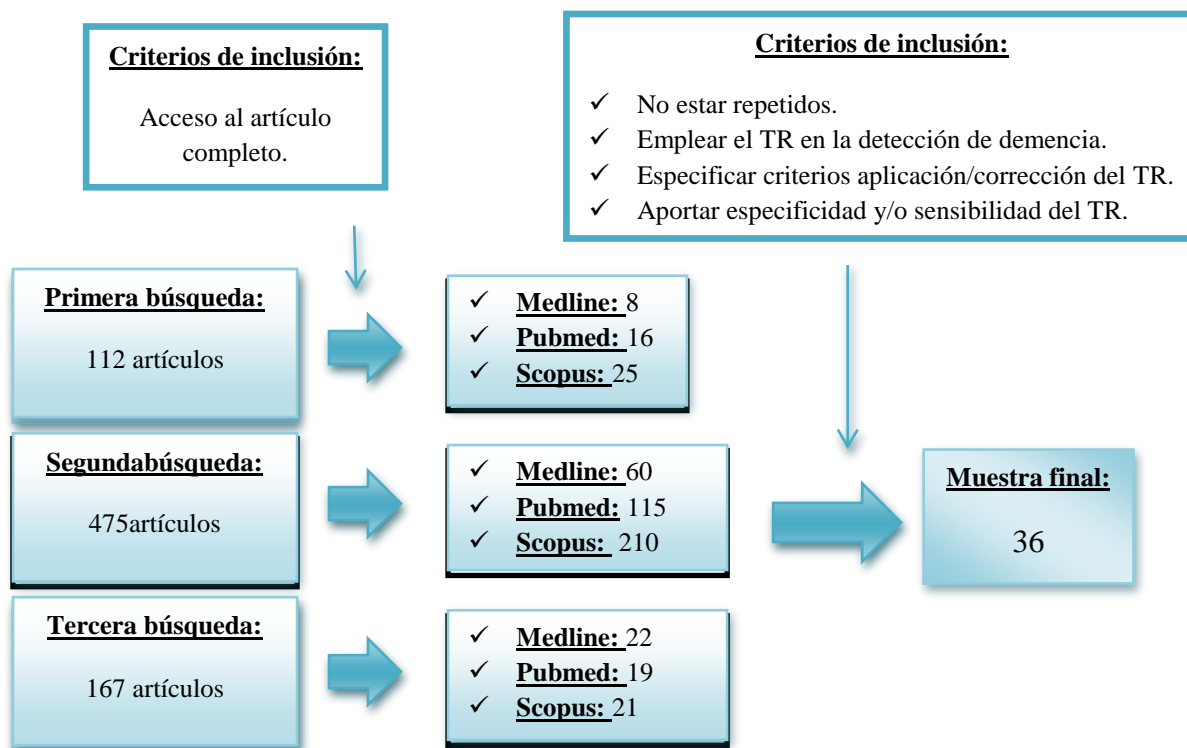 Criterios de inclusión:
Acceso al artículo
completo.
Criterios de inclusión:
✓ No estar repetidos.
✓ Emplear el TR en la detección de demencia.
✓ Especificar criterios aplicación/corrección del TR.
✓ Aportar especificidad y/o sensibilidad del TR.
Primera búsqueda:
112 artículos
✓ Medline: 8
✓ Pubmed: 16
✓ Scopus: 25
Segundabúsqueda:
475artículos
✓ Medline: 60
✓ Pubmed: 115
✓ Scopus: 210
Muestra final:
36
Tercera búsqueda:
167 artículos
✓ Medline: 22
✓ Pubmed: 19
✓ Scopus: 21